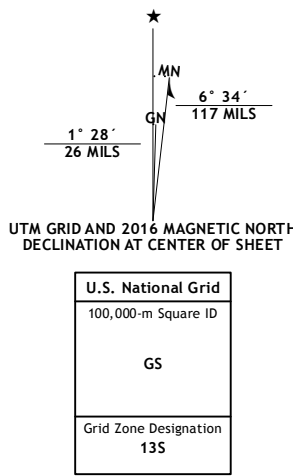 ★
MN
GN
6° 34´
117 MILS
1° 28´
26 MILS
UTM GRID AND 2016 MAGNETIC NORTH
DECLINATION AT CENTER OF SHEET
U.S. National Grid
100,000-m Square ID
GS
Grid Zone Designation
13S